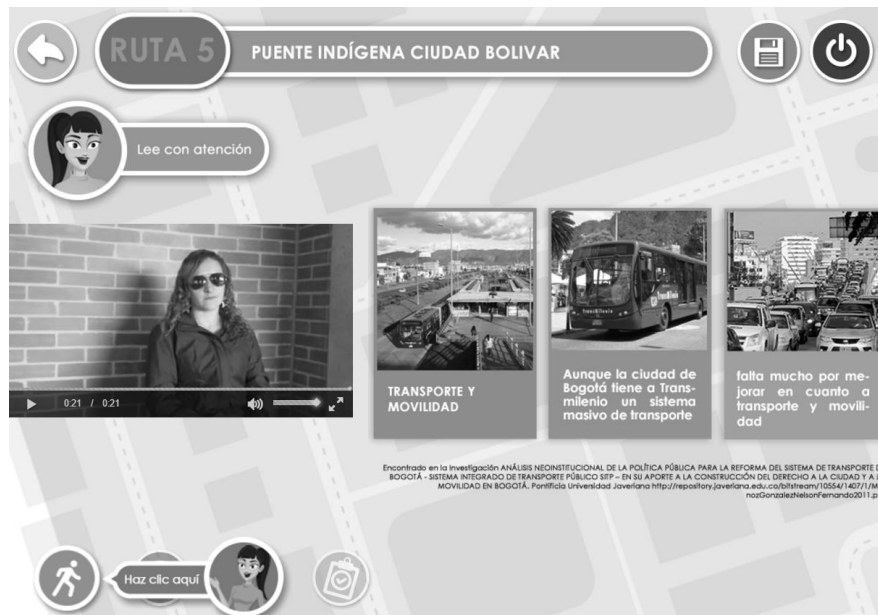 RUTA 5
PUENTE INDÍGENA CIUDAD BOLIVAR
Lee con atención
0:21 / 0:21
TRANSPORTE Y
MOVILIDAD
TransMilenio
Aunque la ciudad de
Bogotá tiene a Trans-
milenio un sistema
masivo de transporte
falta mucho por me-
jorar en cuanto a
transporte y movili-
dad
Encontrado en la Investigación ANÁLISIS NEOINSTITUCIONAL DE LA POLÍTICA PÚBLICA PARA LA REFORMA DEL SISTEMA DE TRANSPORTE D
BOGOTÁ - SISTEMA INTEGRADO DE TRANSPORTE PÚBLICO SITP – EN SU APORTE A LA CONSTRUCCIÓN DEL DERECHO A LA CIUDAD Y A L
MOVILIDAD EN BOGOTÁ. Pontificia Universidad Javeriana http://repository.javeriana.edu.co/bitstream/10554/1407/1/M
nozGonzalezNelsonFernando2011.p
Haz clic aquí